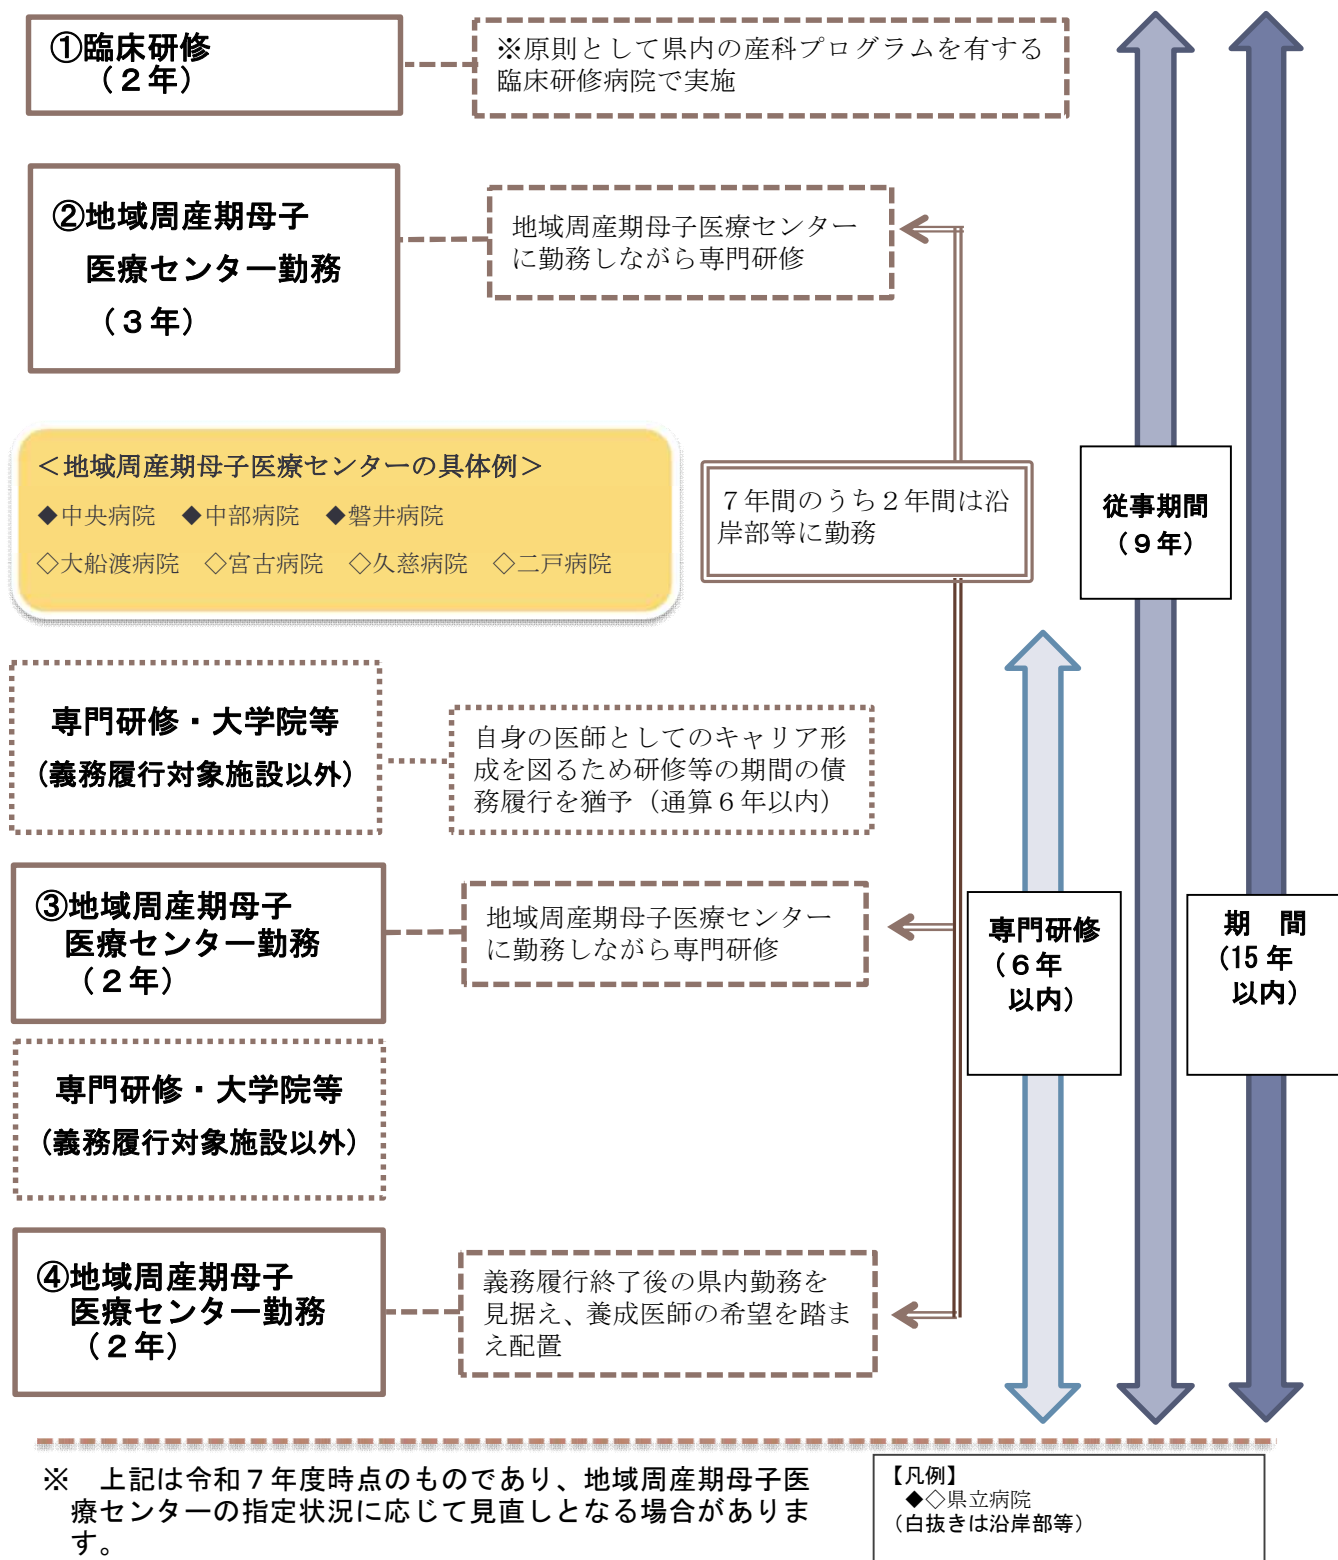 ①臨床研修
（２年）
※原則として県内の産科プログラムを有する
臨床研修病院で実施
②地域周産期母子
医療センター勤務
（３年）
地域周産期母子医療センター
に勤務しながら専門研修
＜地域周産期母子医療センターの具体例＞
◆中央病院　◆中部病院　◆磐井病院
◇大船渡病院　◇宮古病院　◇久慈病院　◇二戸病院
７年間のうち２年間は沿
岸部等に勤務
従事期間
（９年）
専門研修・大学院等
(義務履行対象施設以外)
自身の医師としてのキャリア形
成を図るため研修等の期間の債
務履行を猶予（通算６年以内）
③地域周産期母子
医療センター勤務
（２年）
地域周産期母子医療センター
に勤務しながら専門研修
専門研修
（６年
以内）
期　間
（15 年
以内）
専門研修・大学院等
(義務履行対象施設以外)
④地域周産期母子
医療センター勤務
（２年）
義務履行終了後の県内勤務を
見据え、養成医師の希望を踏ま
え配置
※　上記は令和７年度時点のものであり、地域周産期母子医
療センターの指定状況に応じて見直しとなる場合がありま
す。
【凡例】
◆◇県立病院
（白抜きは沿岸部等）